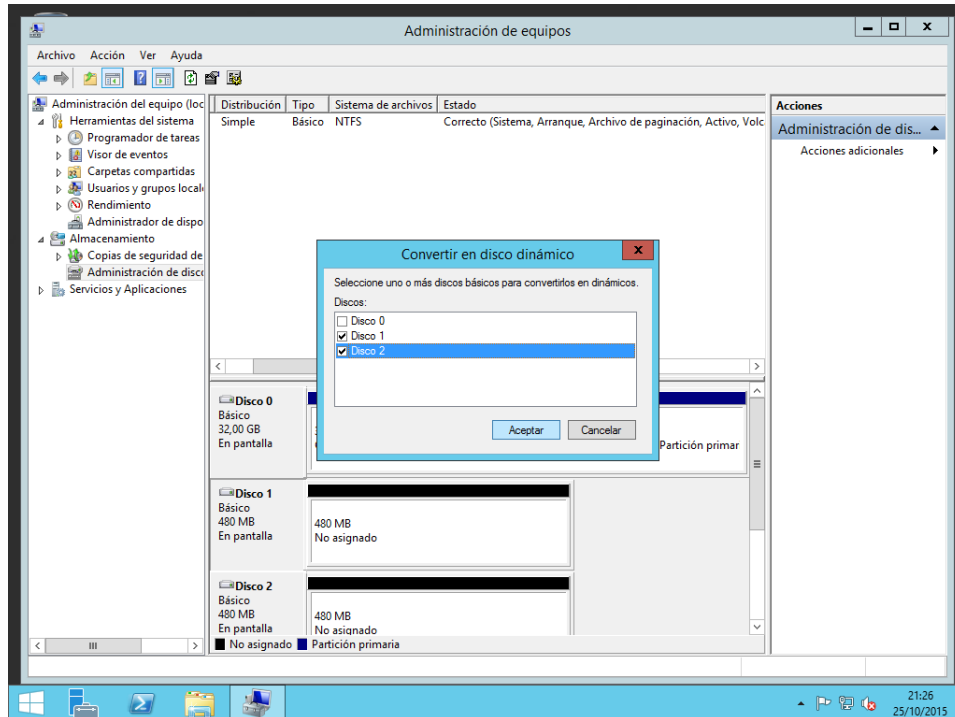 Administración de equipos
Archivo Acción Ver Ayuda
Administración del equipo (loc
Herramientas del sistema
Programador de tareas
Visor de eventos
Carpetas compartidas
Usuarios y grupos local
Rendimiento
Administrador de dispo
Almacenamiento
Copias de seguridad de
Administración de disc
Servicios y Aplicaciones
Distribución Tipo Sistema de archivos Estado
Simple Básico NTFS Correcto (Sistema, Arranque, Archivo de paginación, Activo, Volc
Acciones
Administración de dis...
Acciones adicionales
Convertir en disco dinámico
Seleccione uno o más discos básicos para convertirlos en dinámicos.
Discos:
Disco 0
Disco 1
Disco 2
Aceptar Cancelar
Disco 0
Básico
32,00 GB
En pantalla
Partición primar
Disco 1
Básico
480 MB
En pantalla
480 MB
No asignado
Disco 2
Básico
480 MB
En pantalla
480 MB
No asignado
No asignado Partición primaria
21:26
25/10/2015